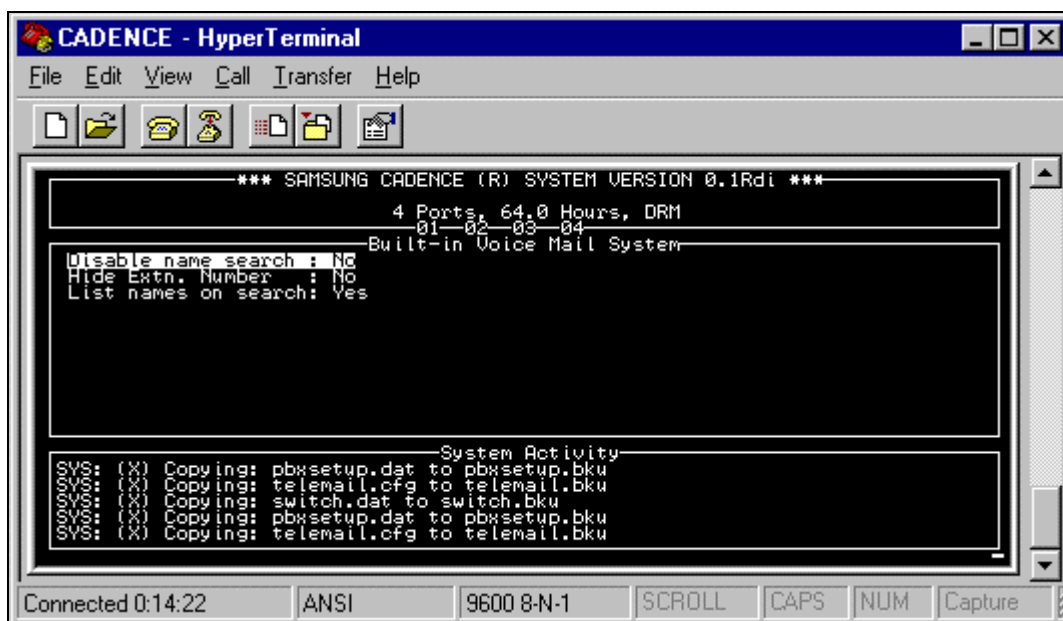 CADENCE - HyperTerminal
File Edit View Call Transfer Help
*** SAMSUNG CADENCE (R) SYSTEM VERSION 0.1Rdi ***
4 Ports, 64.0 Hours, DRM
01 02 03 04
Built-in Voice Mail System
Disable name search : No
Hide Extn. Number : No
List names on search: Yes
System Activity
SYS: (X) Copying: pbxsetup.dat to pbxsetup.bku
SYS: (X) Copying: telemail.cfg to telemail.bku
SYS: (X) Copying: switch.dat to switch.bku
SYS: (X) Copying: pbxsetup.dat to pbxsetup.bku
SYS: (X) Copying: telemail.cfg to telemail.bku
Connected 0:14:22 ANSI 9600 8-N-1 SCROLL CAPS NUM Capture